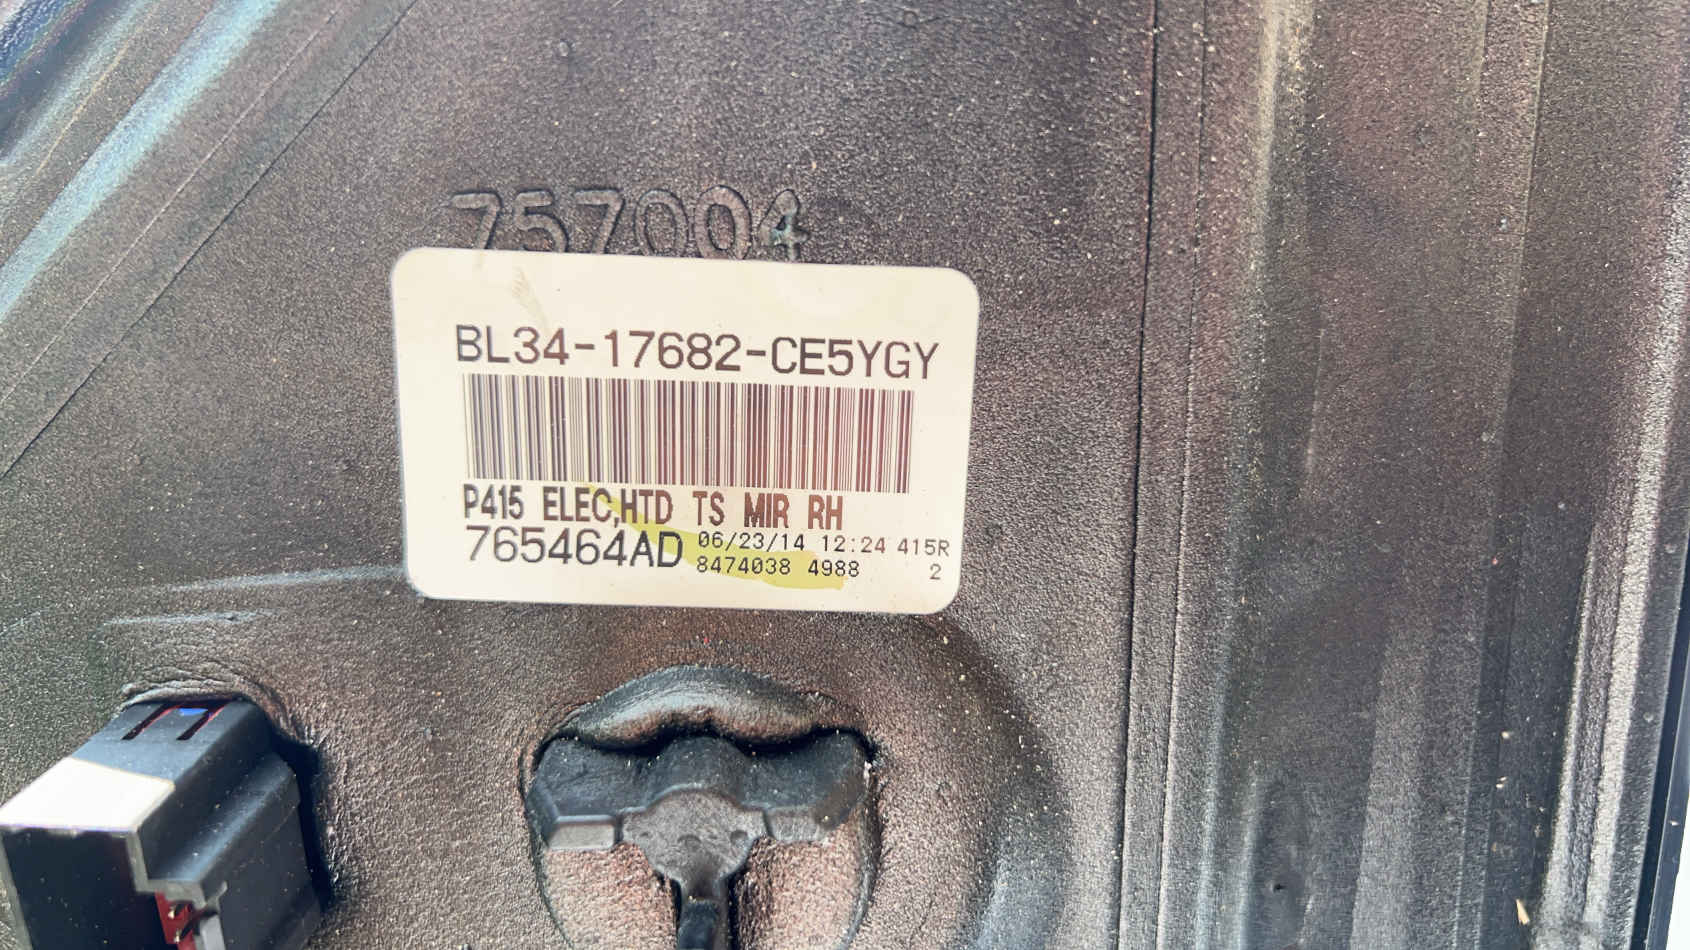 757004
BL34-17682-CE5YGY
P415 ELEC,HTD TS MIR RH
765464AD 06/23/14 12:24 415R
8474038 4988 2